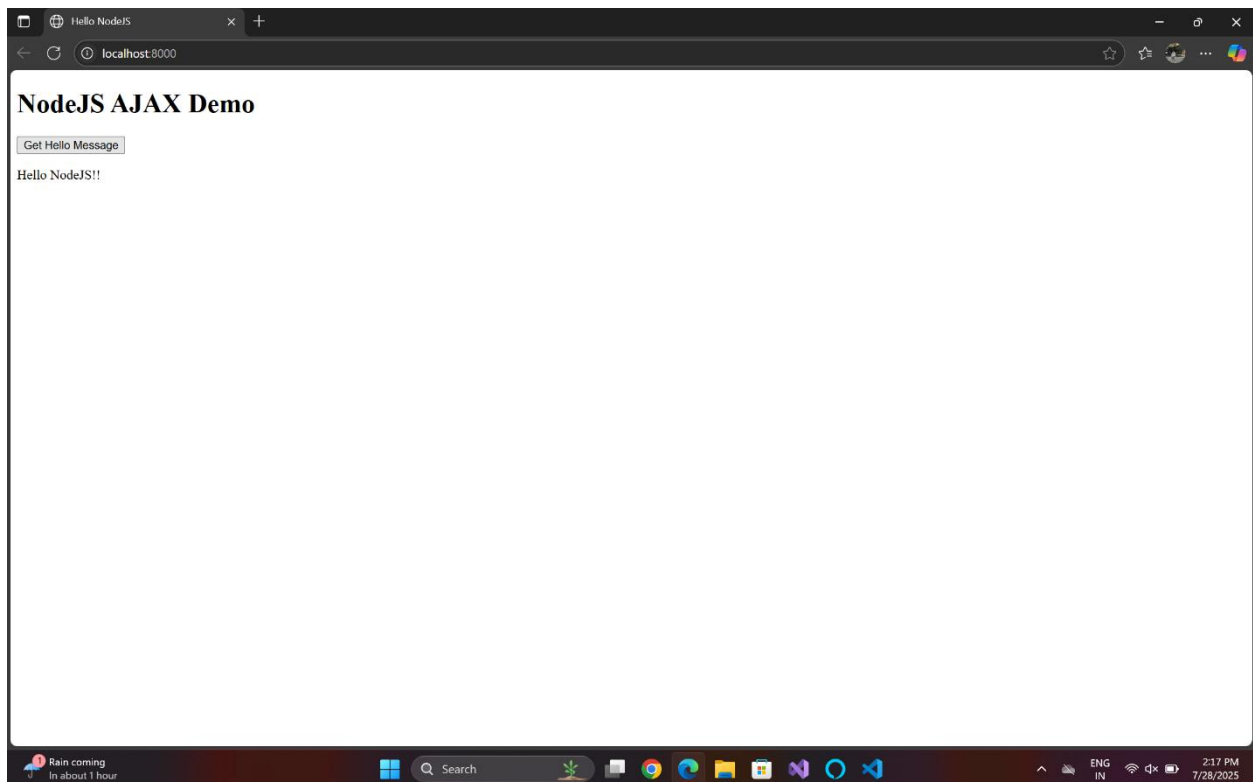 Hello NodeJS
localhost:8000
NodeJS AJAX Demo
Get Hello Message
Hello NodeJS!!
1
Rain coming
In about 1 hour
Search
ENG
IN
2:17 PM
7/28/2025